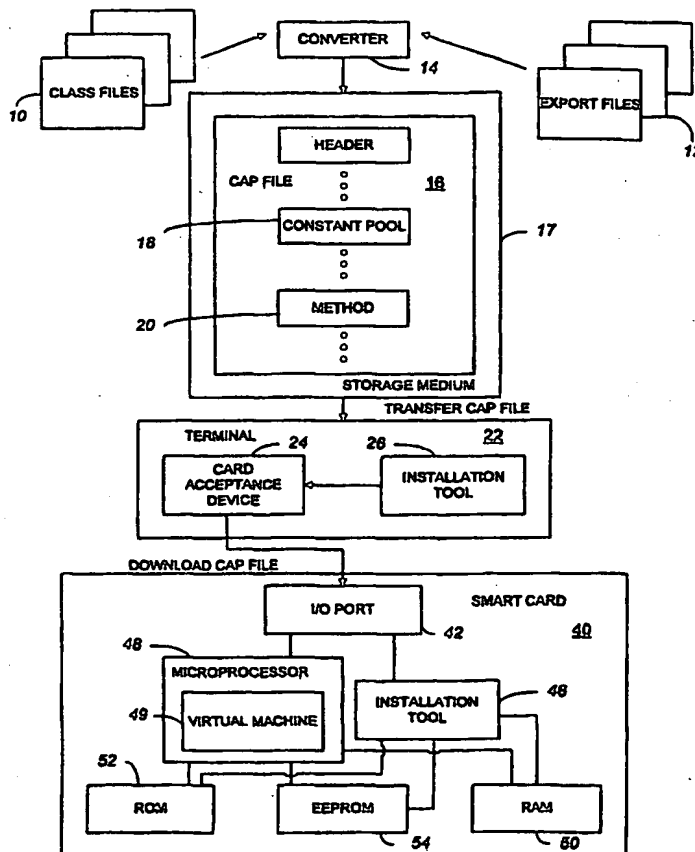 CONVERTER
14
CLASS FILES
10
EXPORT FILES
HEADER
CAP FILE
16
CONSTANT POOL
18
17
METHOD
20
STORAGE MEDIUM
TRANSFER CAP FILE
TERMINAL
24
26
22
CARD
ACCEPTANCE
DEVICE
INSTALLATION
TOOL
DOWNLOAD CAP FILE
I/O PORT
SMART CARD
42
40
48
MICROPROCESSOR
49
VIRTUAL MACHINE
INSTALLATION
TOOL
48
52
ROM
EEPROM
RAM
54
50